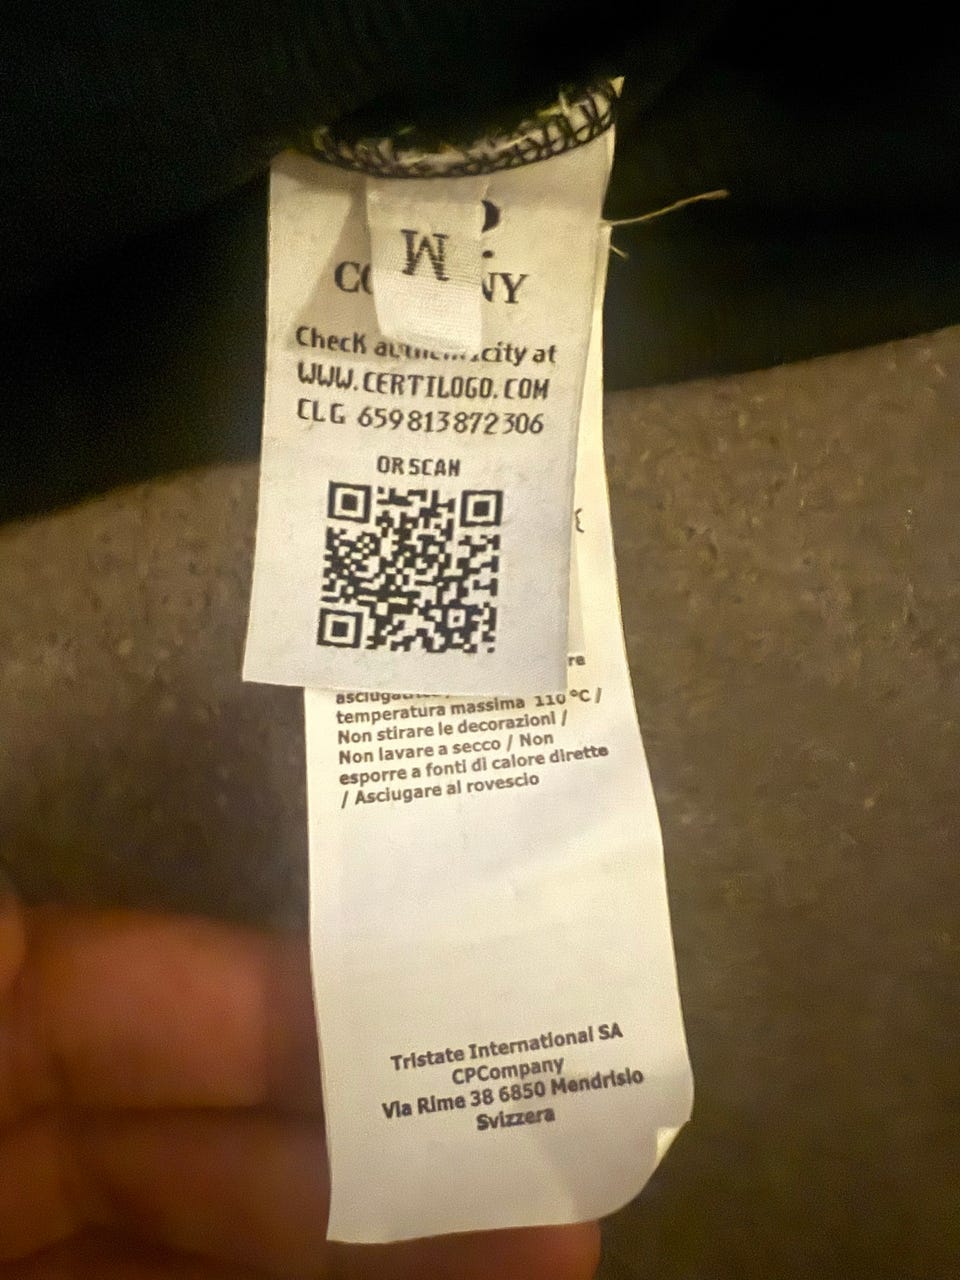 M
Check authenticity at
WWW.CERTILOGO.COM
CLG 659813872306
OR SCAN
re
temperatura massima 110 °C /
Non stirare le decorazioni /
Non lavare a secco / Non
esporre a fonti di calore dirette
/ Asciugare al rovescio
Tristate International SA
CPCompany
Via Rime 38 6850 Mendrisio
Svizzera